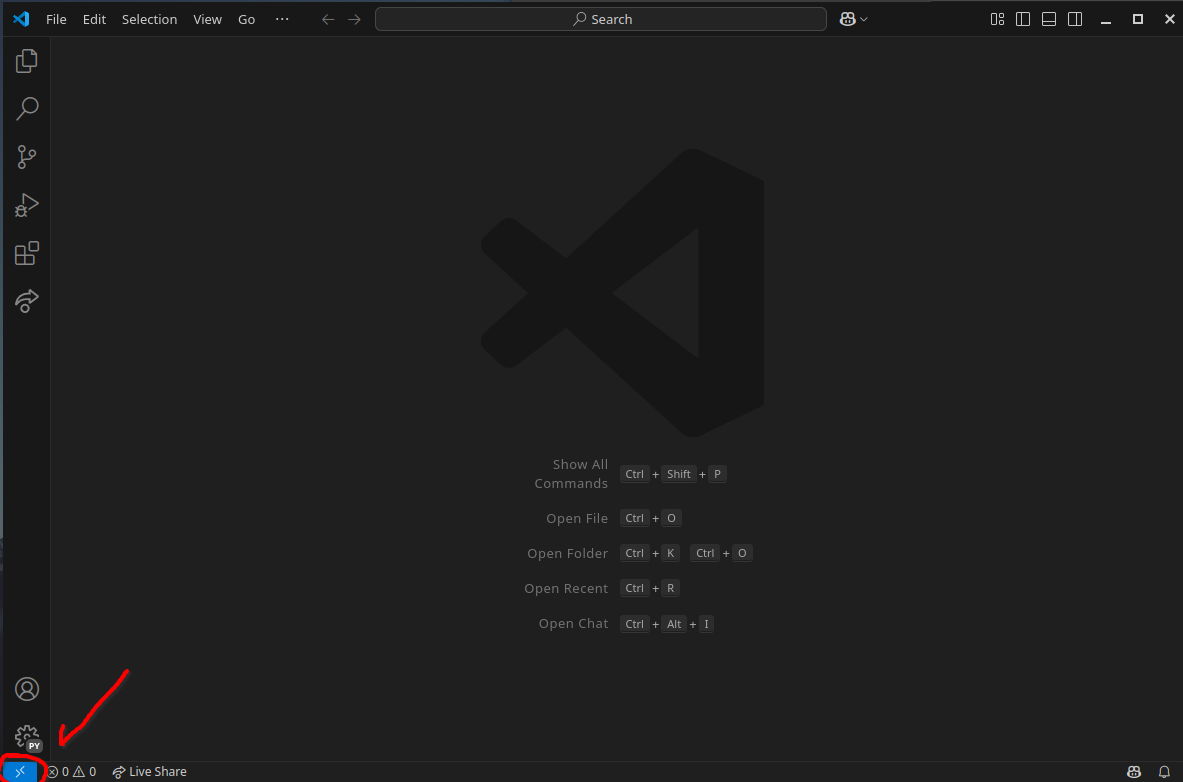 File Edit Selection View Go ···
Search
Show All
Commands
Ctrl + Shift + P
Open File Ctrl + O
Open Folder Ctrl + K Ctrl + O
Open Recent Ctrl + R
Open Chat Ctrl + Alt + I
PY
0 0 Live Share